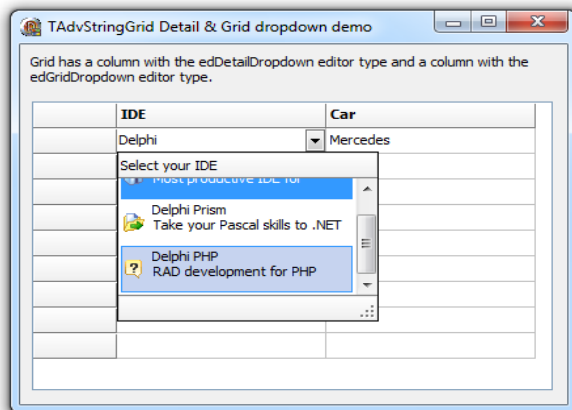 TAdvStringGrid Detail & Grid dropdown demo
Grid has a column with the edDetailDropdown editor type and a column with the
edGridDropdown editor type.
IDE Car
Delphi Mercedes
Select your IDE
Most productive IDE for
Delphi Prism
Take your Pascal skills to .NET
Delphi PHP
RAD development for PHP